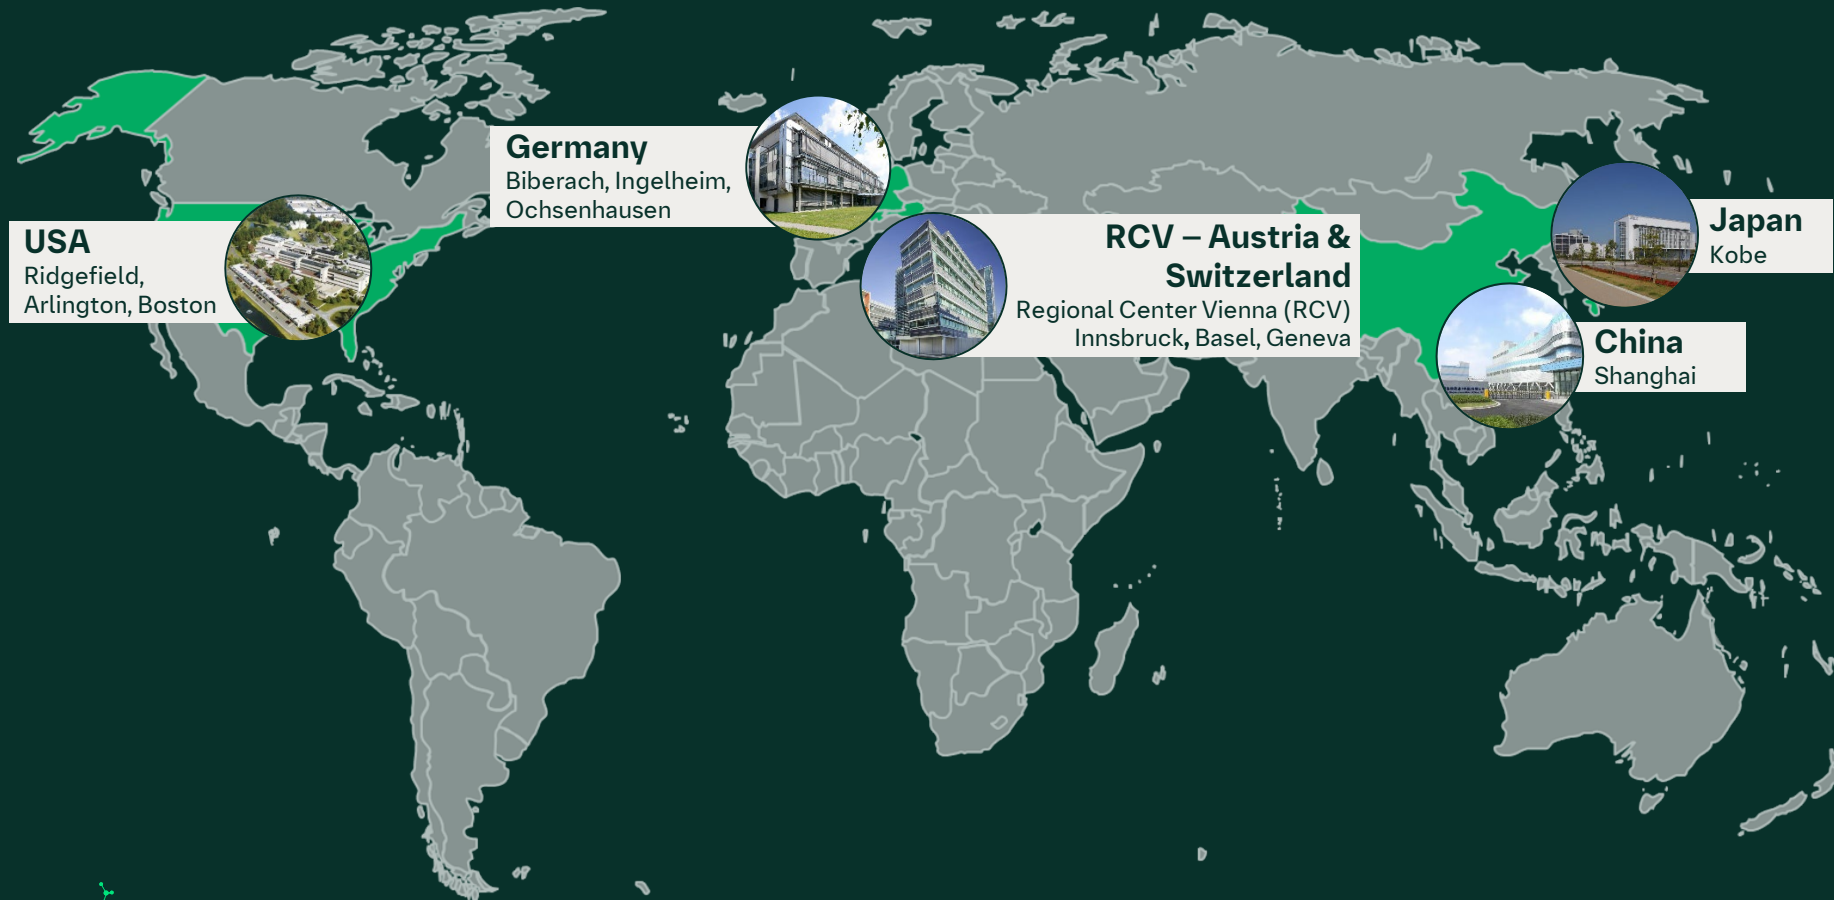 Germany
Biberach, Ingelheim,
Ochsenhausen
USA
Ridgefield,
Arlington, Boston
RCV – Austria &
Switzerland
Regional Center Vienna (RCV)
Innsbruck, Basel, Geneva
Japan
Kobe
China
Shanghai